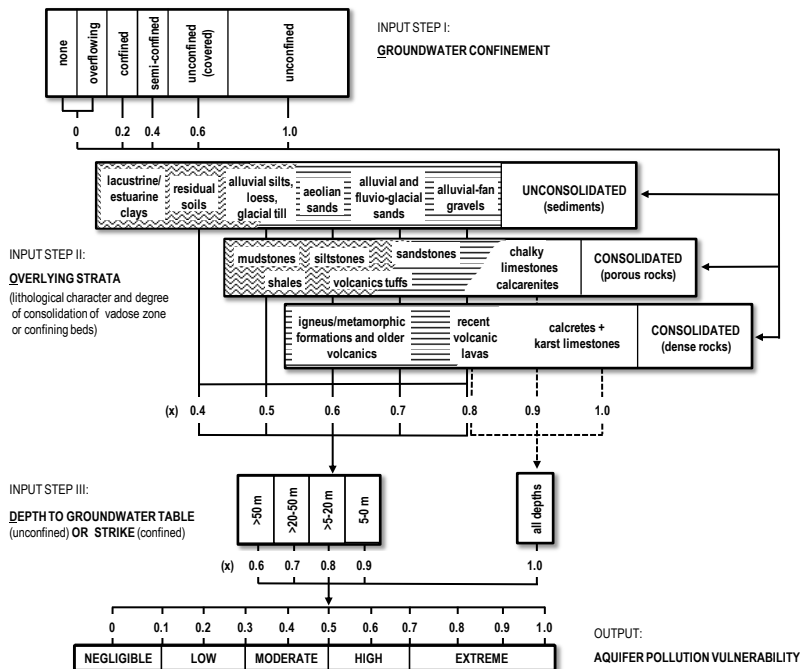 INPUT STEP I:
GROUNDWATER CONFINEMENT
none
overflowing
confined
semi-confined
unconfined
(covered)
unconfined
0 0.2 0.4 0.6 1.0
lacustrine/
estuarine
clays
residual
soils
alluvial silts,
loess,
glacial till
aeolian
sands
alluvial and
fluvio-glacial
sands
alluvial-fan
gravels
UNCONSOLIDATED
(sediments)
INPUT STEP II:
OVERLYING STRATA
(lithological character and degree
of consolidation of vadose zone
or confining beds)
mudstones
siltstones
sandstones
shales
volcanics tuffs
chalky
limestones
calcarenites
CONSOLIDATED
(porous rocks)
igneus/metamorphic
formations and older
volcanics
recent
volcanic
lavas
calcretes +
karst limestones
CONSOLIDATED
(dense rocks)
(x) 0.4 0.5 0.6 0.7 0.8 0.9 1.0
INPUT STEP III:
DEPTH TO GROUNDWATER TABLE
(unconfined) OR STRIKE (confined)
>50 m
>20-50 m
>5-20 m
5-0 m
all depths
(x) 0.6 0.7 0.8 0.9 1.0
0 0.1 0.2 0.3 0.4 0.5 0.6 0.7 0.8 0.9 1.0
NEGLIGIBLE LOW MODERATE HIGH EXTREME
OUTPUT:
AQUIFER POLLUTION VULNERABILITY